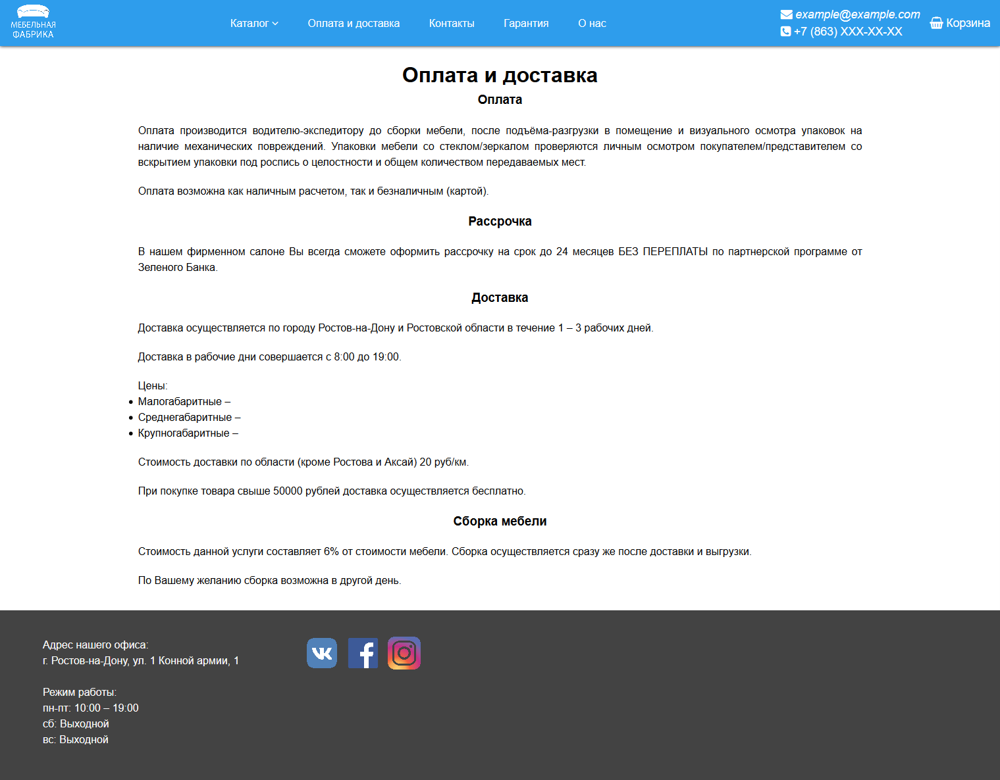 МЕБЕЛЬНАЯ
ФАБРИКА
Каталог
Оплата и доставка
Контакты
Гарантия
О нас
example@example.com
+7 (863) XXX-XX-XX
Корзина
Оплата и доставка
Оплата
Оплата производится водителю-экспедитору до сборки мебели, после подъёма-разгрузки в помещение и визуального осмотра упаковок на
наличие механических повреждений. Упаковки мебели со стеклом/зеркалом проверяются личным осмотром покупателем/представителем со
вскрытием упаковки под роспись о целостности и общем количеством передаваемых мест.
Оплата возможна как наличным расчетом, так и безналичным (картой).
Рассрочка
В нашем фирменном салоне Вы всегда сможете оформить рассрочку на срок до 24 месяцев БЕЗ ПЕРЕПЛАТЫ по партнерской программе от
Зеленого Банка.
Доставка
Доставка осуществляется по городу Ростов-на-Дону и Ростовской области в течение 1 – 3 рабочих дней.
Доставка в рабочие дни совершается с 8:00 до 19:00.
Цены:
• Малогабаритные –
• Среднегабаритные –
• Крупногабаритные –
Стоимость доставки по области (кроме Ростова и Аксай) 20 руб/км.
При покупке товара свыше 50000 рублей доставка осуществляется бесплатно.
Сборка мебели
Стоимость данной услуги составляет 6% от стоимости мебели. Сборка осуществляется сразу же после доставки и выгрузки.
По Вашему желанию сборка возможна в другой день.
Адрес нашего офиса:
г. Ростов-на-Дону, ул. 1 Конной армии, 1
Режим работы:
пн-пт: 10:00 – 19:00
сб: Выходной
вс: Выходной